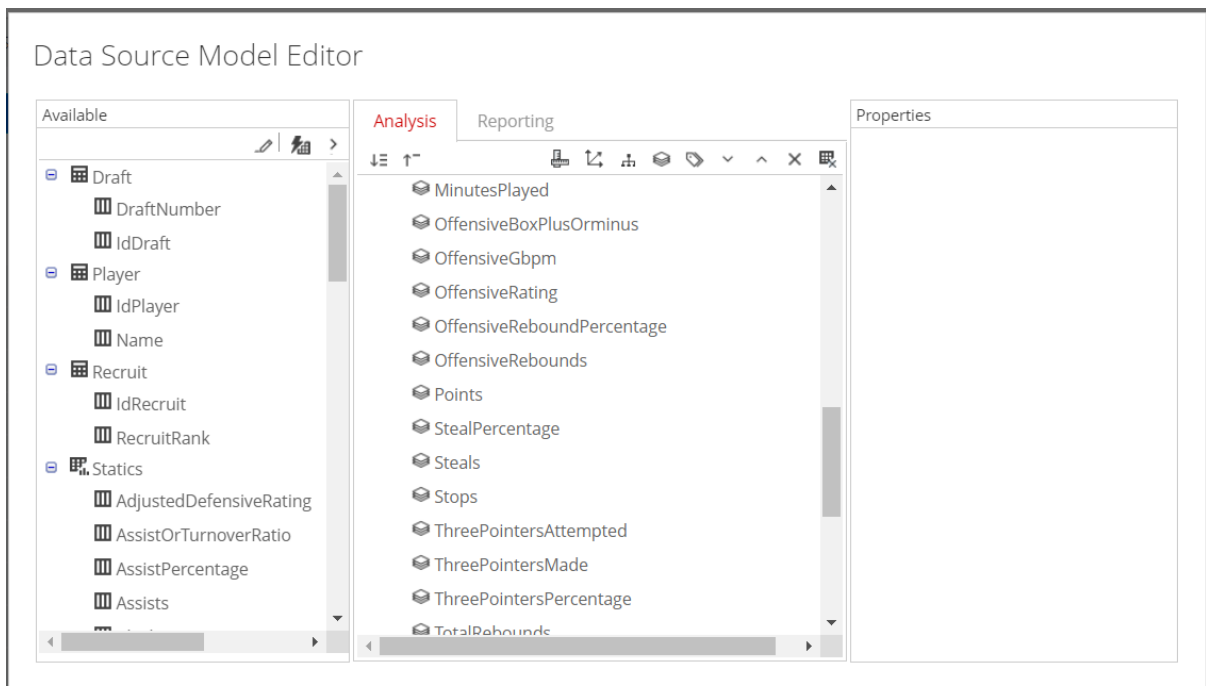 Data Source Model Editor
Available
Draft
DraftNumber
IdDraft
Player
IdPlayer
Name
Recruit
IdRecruit
RecruitRank
Statics
AdjustedDefensiveRating
AssistOrTurnoverRatio
AssistPercentage
Assists
Analysis
Reporting
MinutesPlayed
OffensiveBoxPlusOrminus
OffensiveGbpm
OffensiveRating
OffensiveReboundPercentage
OffensiveRebounds
Points
StealPercentage
Steals
Stops
ThreePointersAttempted
ThreePointersMade
ThreePointersPercentage
TotalRebounds
Properties